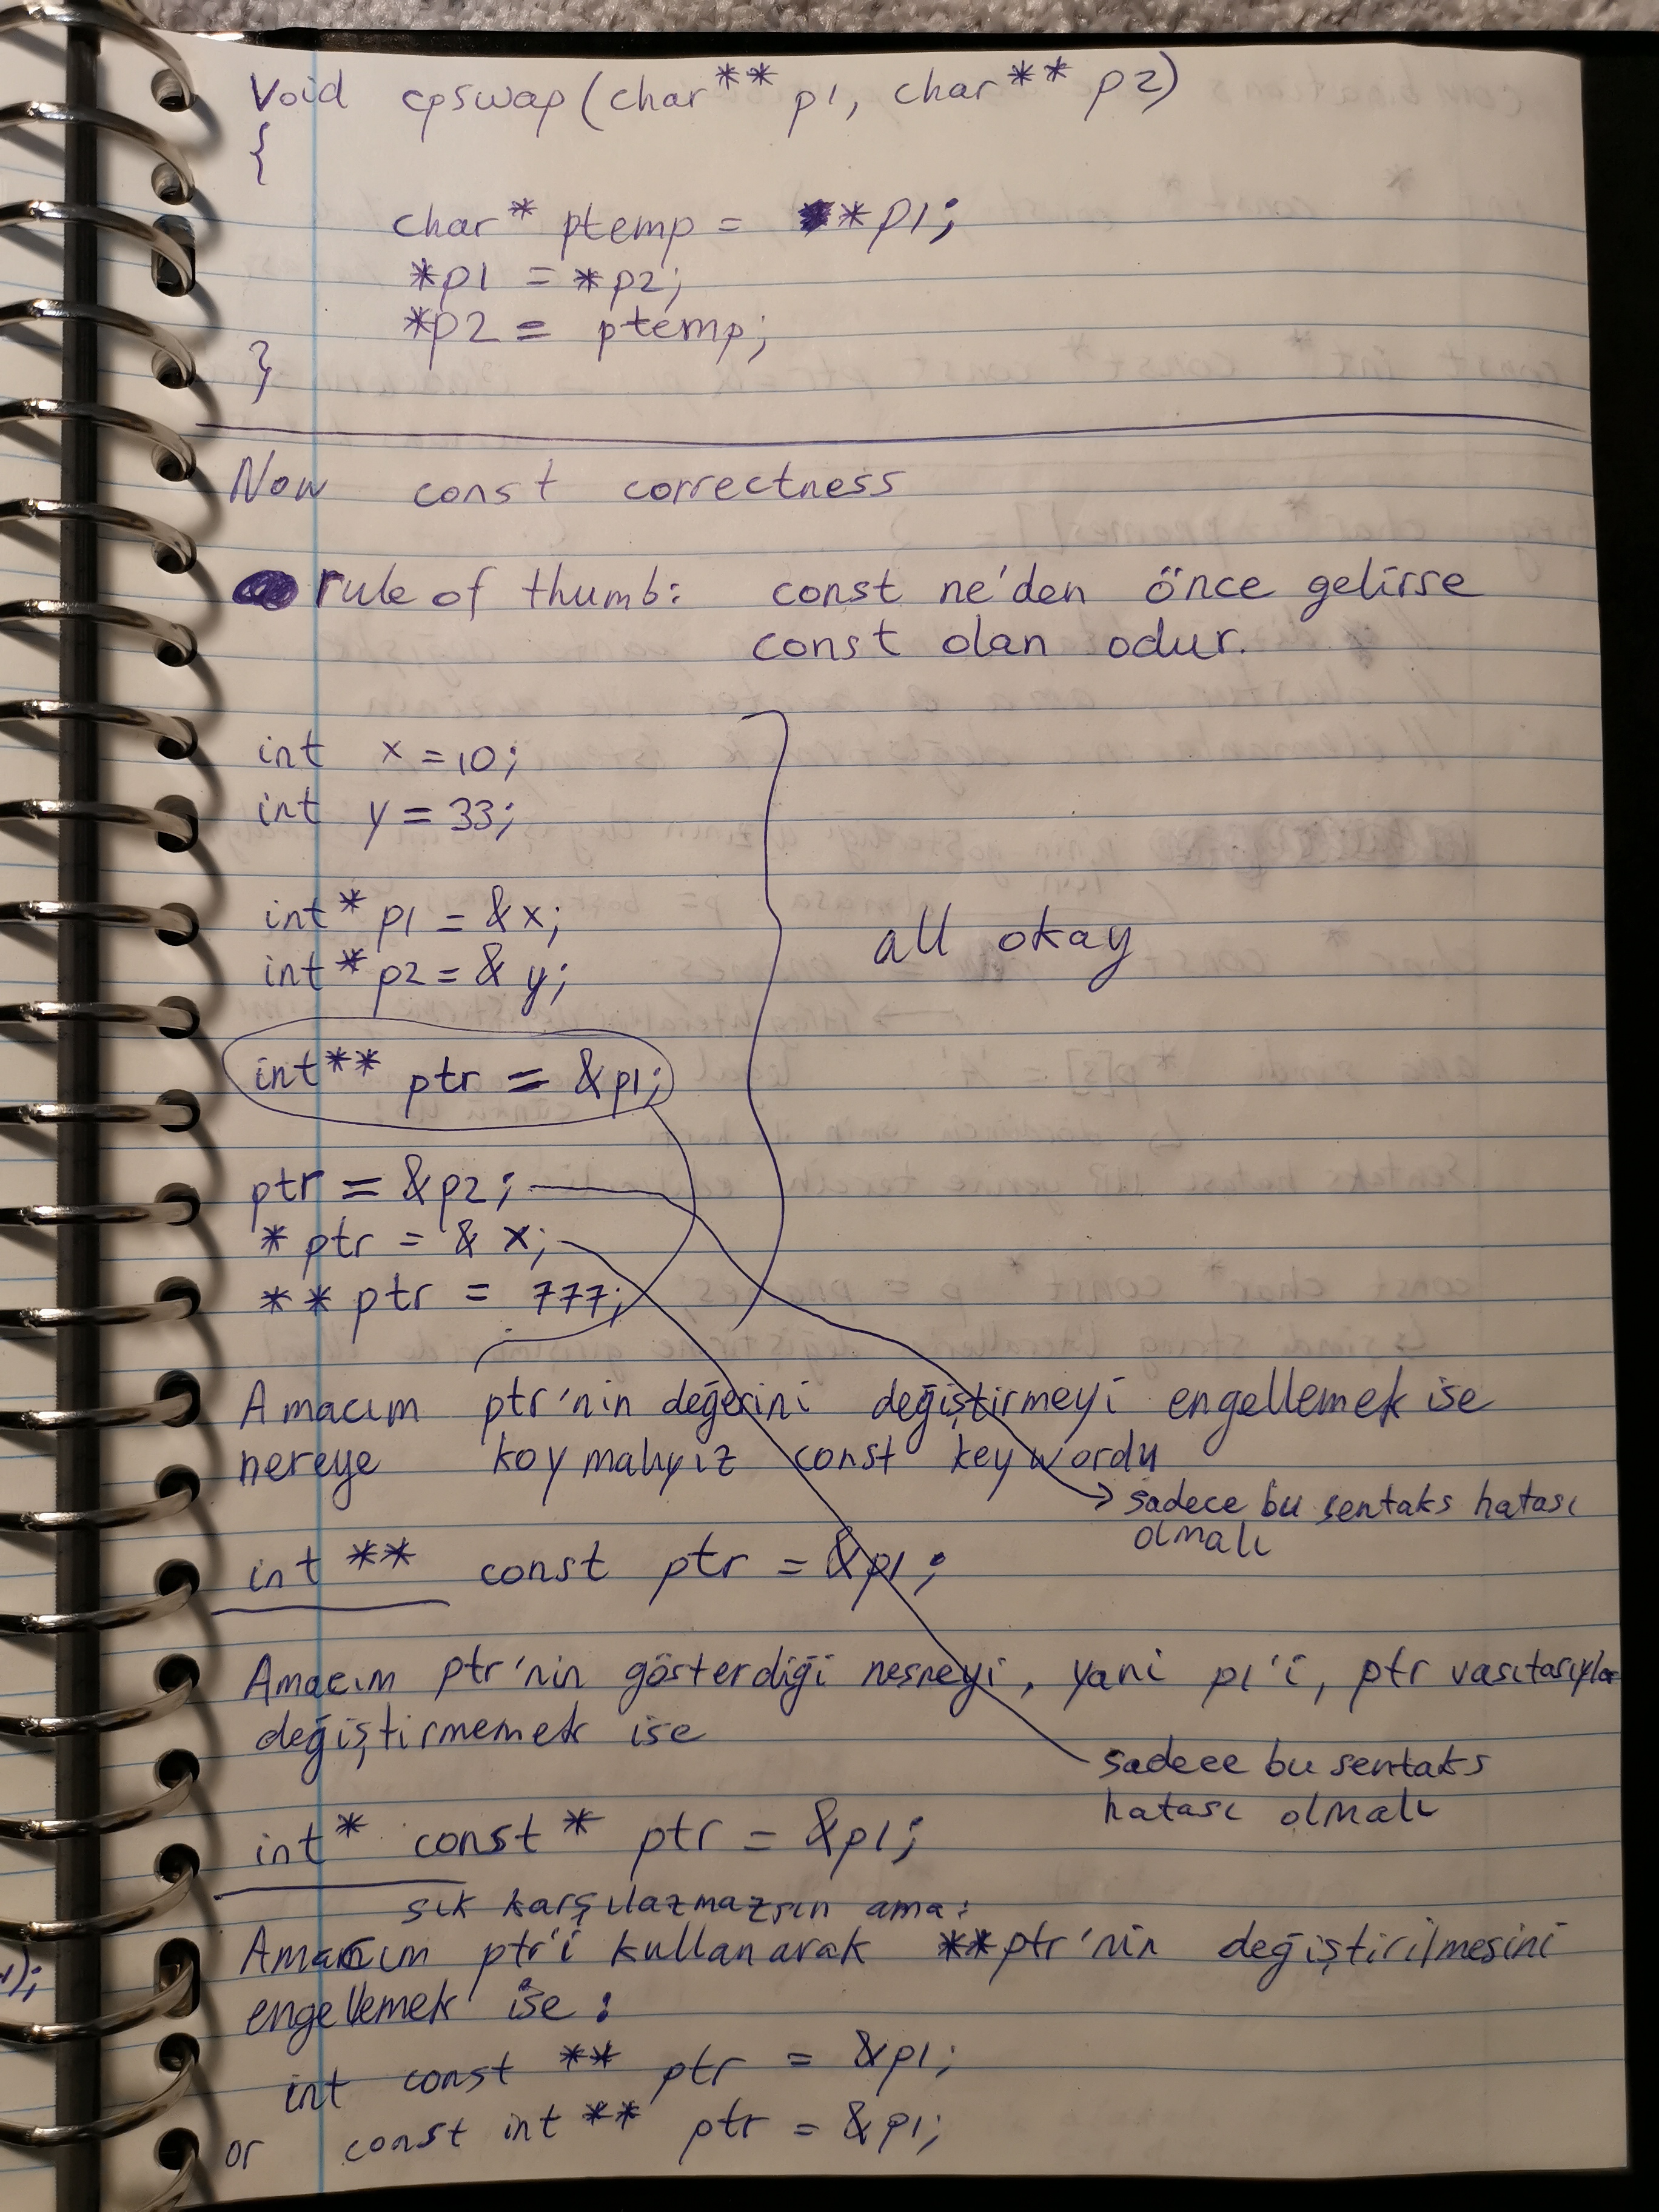 Void cpswap(char** p1, char** p2)
{
char* ptemp = *p1;
*p1 = *p2;
*p2 = ptemp;
}
Now const correctness
rule of thumb: const ne'den önce gelirse
const olan odur.
int x = 10;
int y = 33;
int* p1 = &x;
int* p2 = &y;
all okay
int** ptr = &p1;
ptr = &p2;
*ptr = &x;
**ptr = 777;
Amacım ptr'nin değerini değiştirmeyi engellemek ise
nereye koymalıyız const keywordu
sadece bu sentaks hatası
olmalı
int ** const ptr = &p1;
Amacım ptr'nin gösterdiği nesneyi, yani p1'i, ptr vasıtasıyla
değiştirmemek ise
sadece bu sentaks
hatası olmalı
int* const* ptr = &p1;
sık karşılazmazsın ama:
Amacım ptr'i kullanarak **ptr'nin değiştirilmesini
engellemek ise:
int const ** ptr = &p1;
or const int ** ptr = &p1;
);